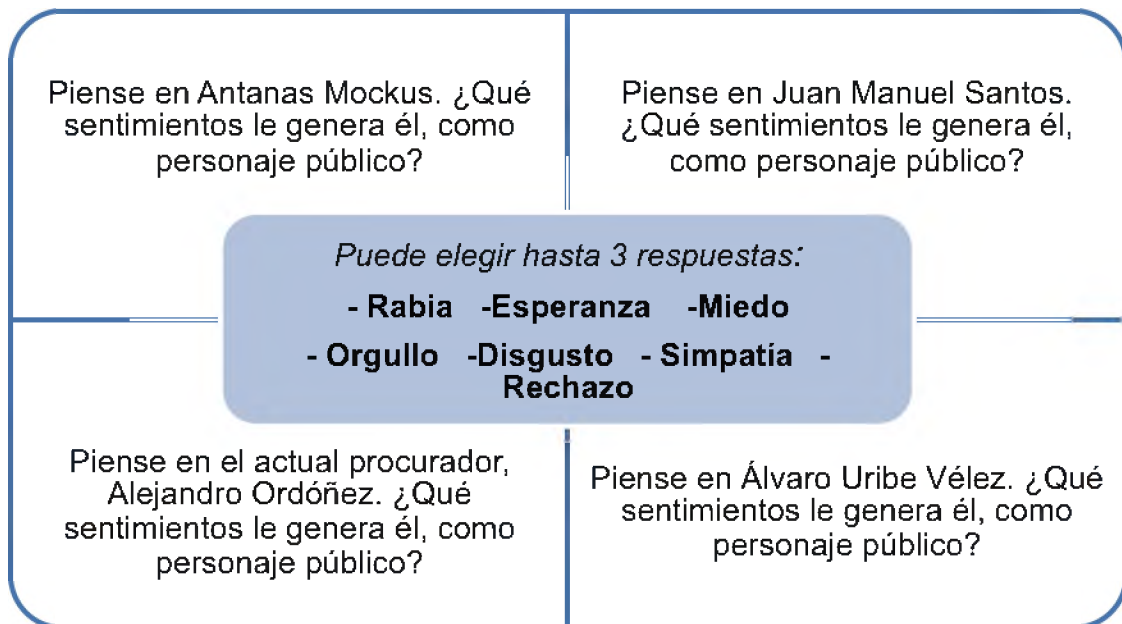 Piense en Antanas Mockus. ¿Qué
sentimientos le genera él, como
personaje público?
Piense en Juan Manuel Santos.
¿Qué sentimientos le genera él,
como personaje público?
Puede elegir hasta 3 respuestas:
- Rabia -Esperanza -Miedo
- Orgullo -Disgusto - Simpatía -
Rechazo
Piense en el actual procurador,
Alejandro Ordóñez. ¿Qué
sentimientos le genera él, como
personaje público?
Piense en Álvaro Uribe Vélez. ¿Qué
sentimientos le genera él, como
personaje público?